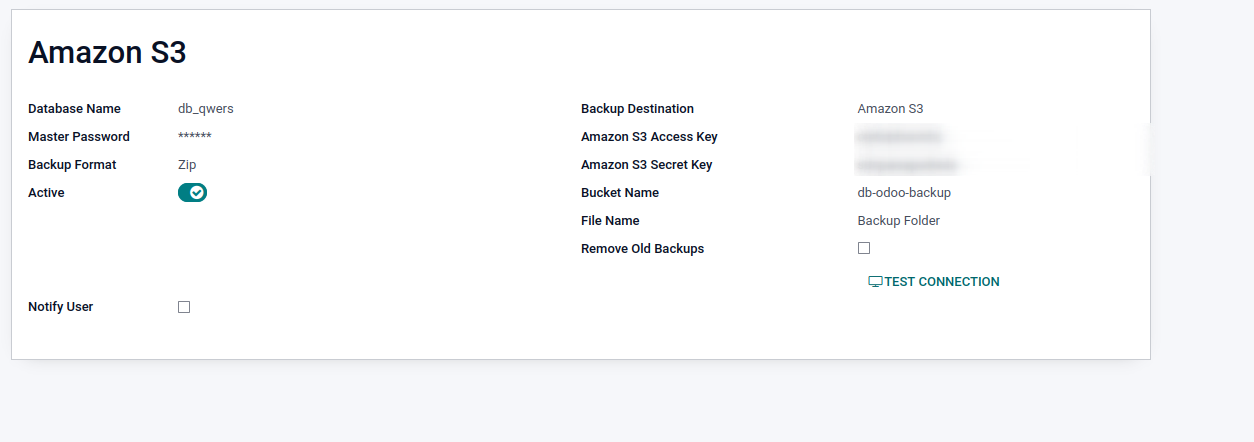 Amazon S3
Database Name db_qwers
Master Password ******
Backup Format Zip
Active
Notify User
Backup Destination Amazon S3
Amazon S3 Access Key
Amazon S3 Secret Key
Bucket Name db-odoo-backup
File Name Backup Folder
Remove Old Backups
TEST CONNECTION